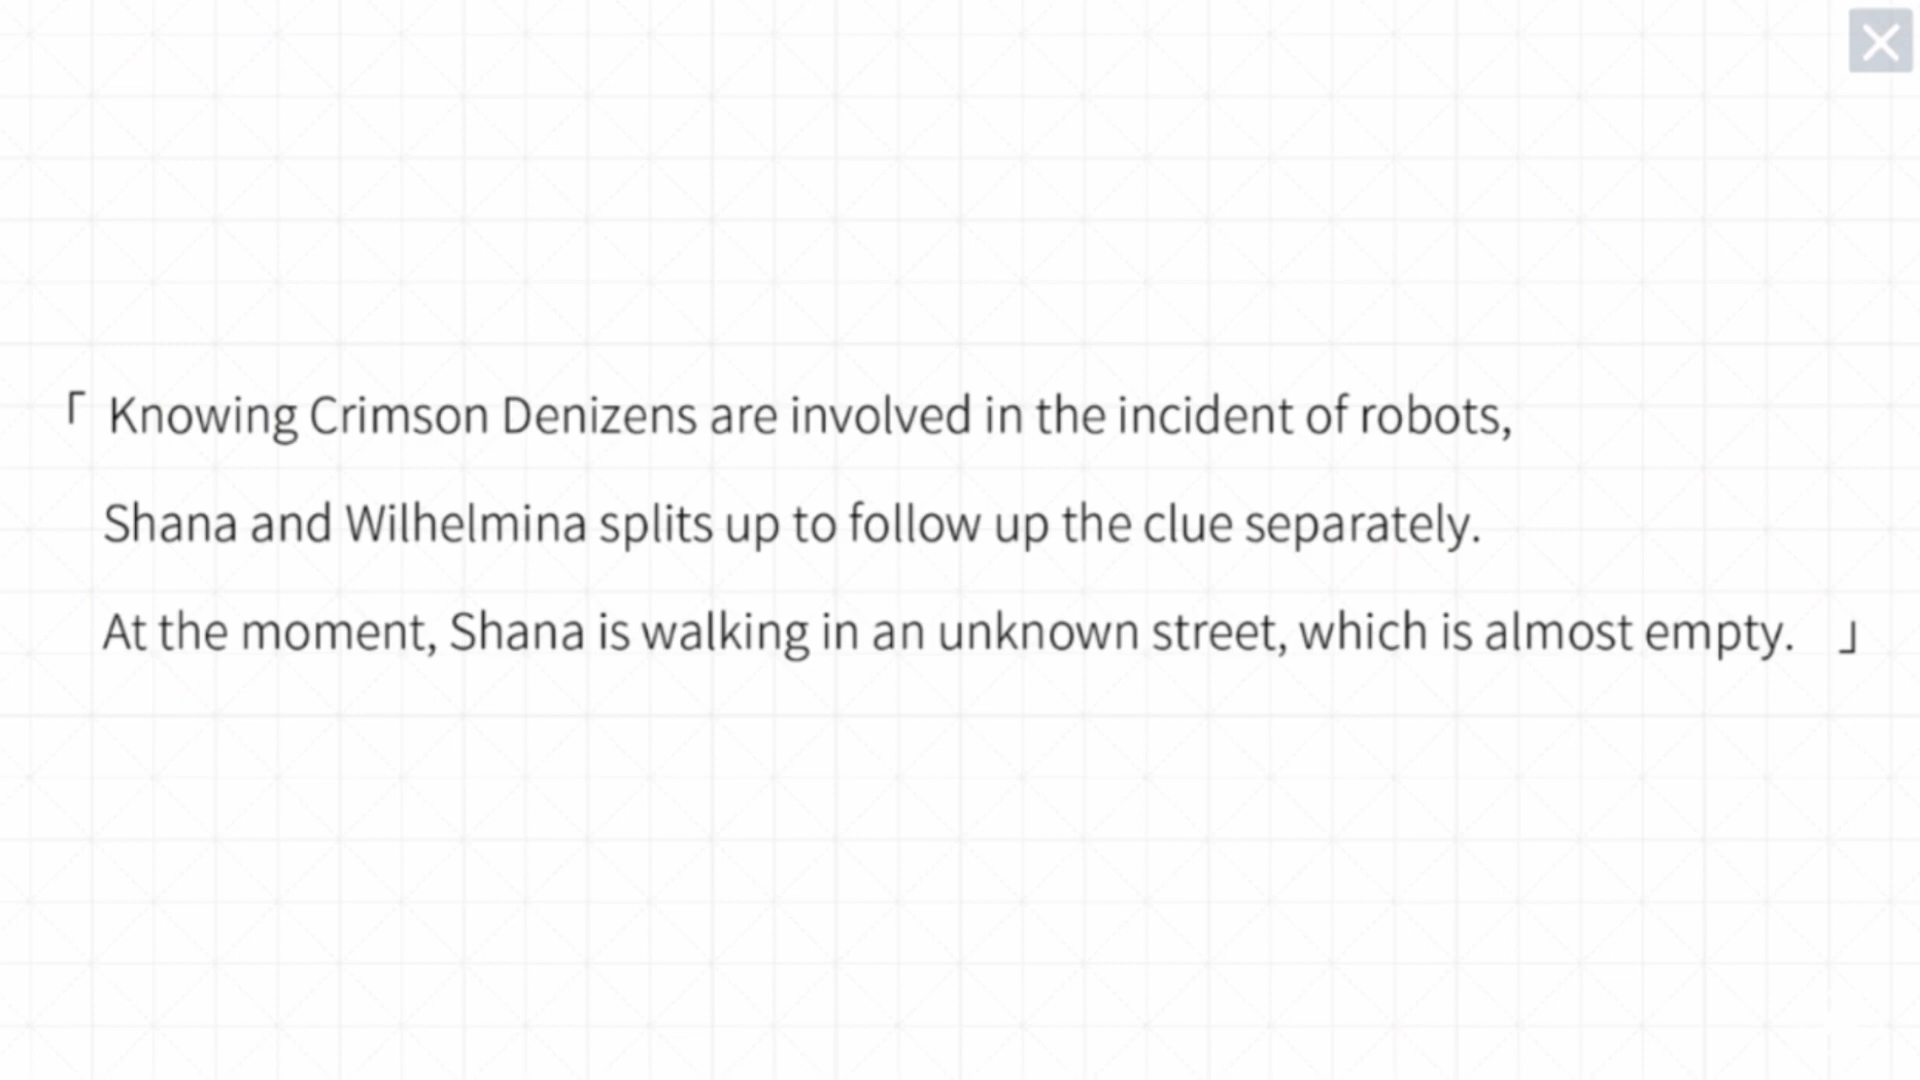 「 Knowing Crimson Denizens are involved in the incident of robots,
Shana and Wilhelmina splits up to follow up the clue separately.
At the moment, Shana is walking in an unknown street, which is almost empty. 」